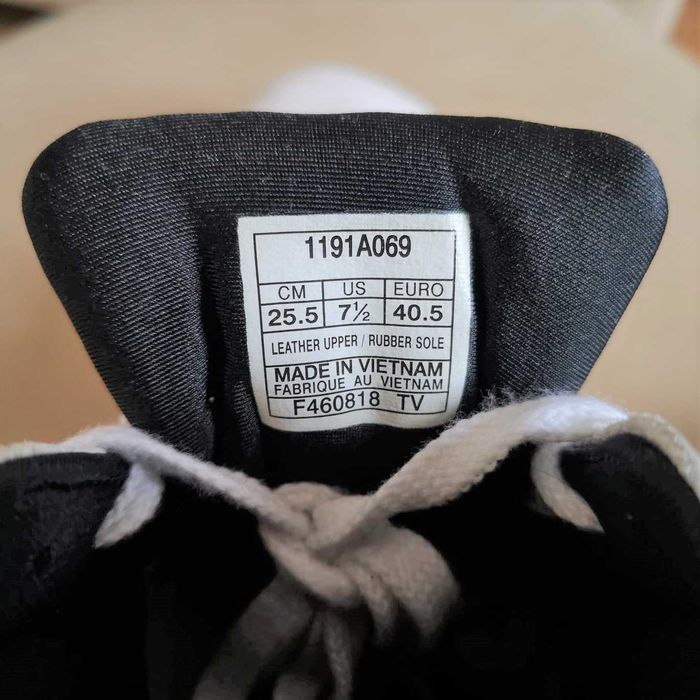 1191A069
CM US EURO
25.5 7½ 40.5
LEATHER UPPER / RUBBER SOLE
MADE IN VIETNAM
FABRIQUE AU VIETNAM
F460818 TV